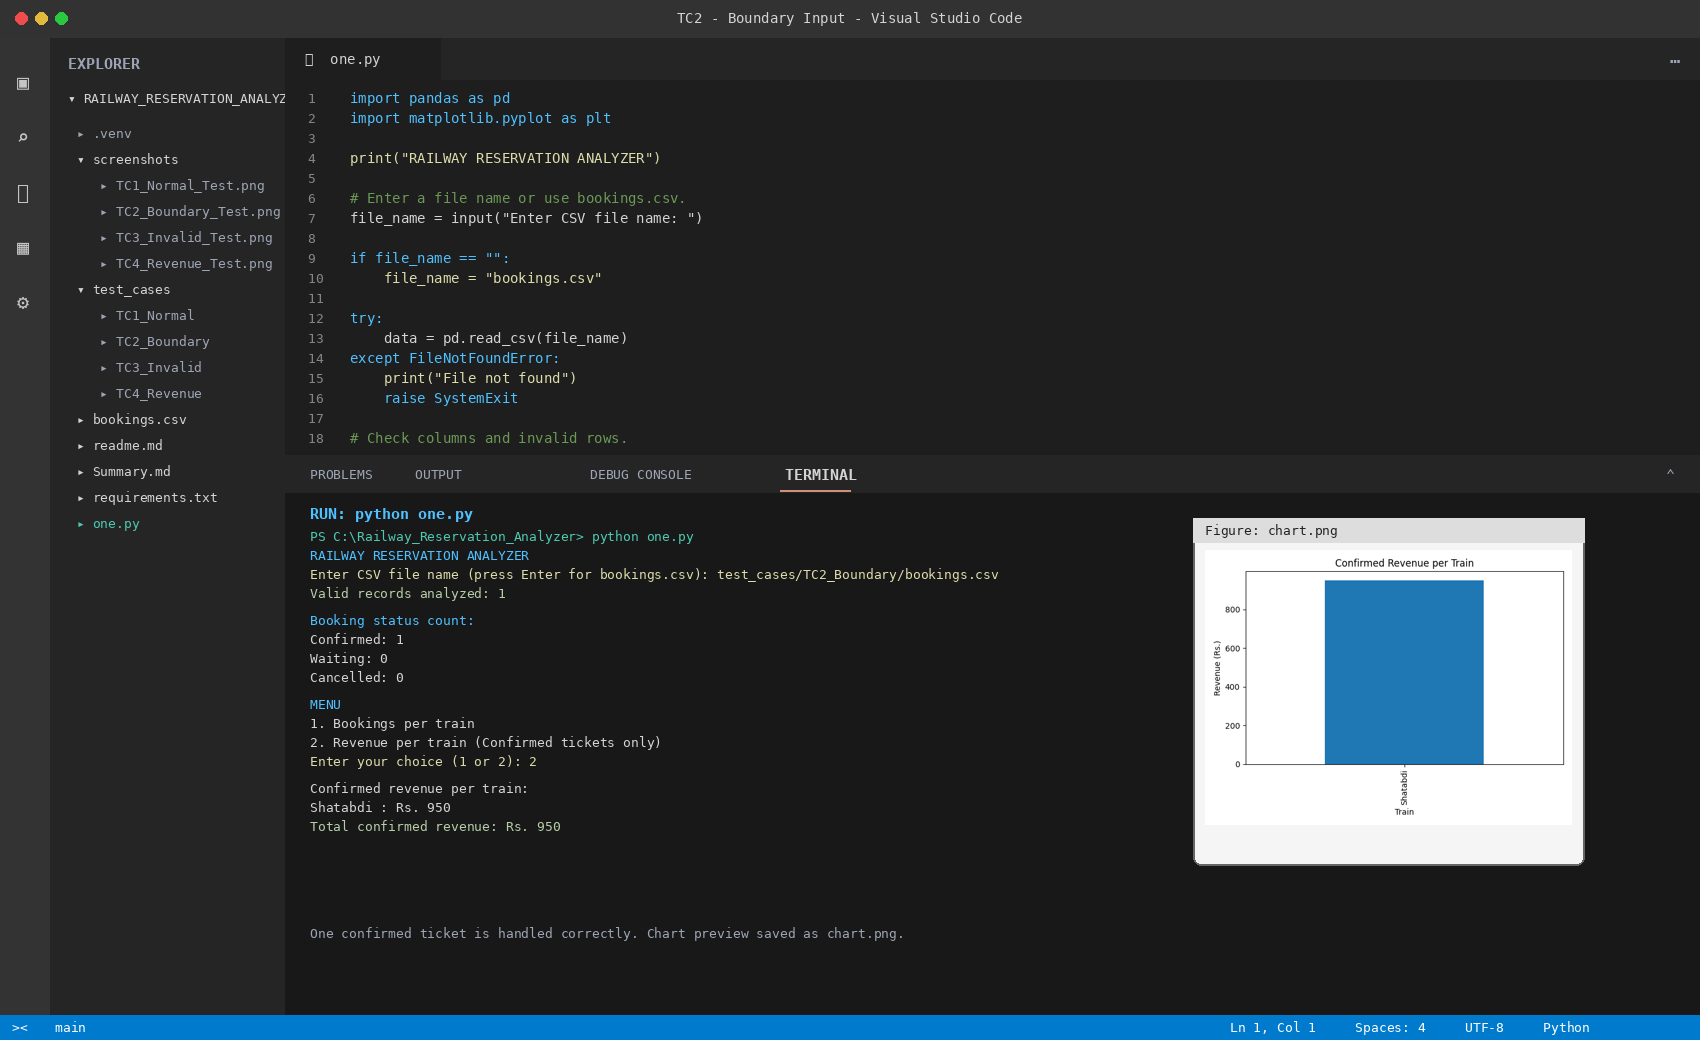 TC2 - Boundary Input - Visual Studio Code
EXPLORER
▾ RAILWAY_RESERVATION_ANALYZ
▸ .venv
▾ screenshots
▸ TC1_Normal_Test.png
▸ TC2_Boundary_Test.png
▸ TC3_Invalid_Test.png
▸ TC4_Revenue_Test.png
▾ test_cases
▸ TC1_Normal
▸ TC2_Boundary
▸ TC3_Invalid
▸ TC4_Revenue
▸ bookings.csv
▸ readme.md
▸ Summary.md
▸ requirements.txt
▸ one.py
one.py
1 import pandas as pd
2 import matplotlib.pyplot as plt
3
4 print("RAILWAY RESERVATION ANALYZER")
5
6 # Enter a file name or use bookings.csv.
7 file_name = input("Enter CSV file name: ")
8
9 if file_name == "":
10     file_name = "bookings.csv"
11
12 try:
13     data = pd.read_csv(file_name)
14 except FileNotFoundError:
15     print("File not found")
16     raise SystemExit
17
18 # Check columns and invalid rows.
PROBLEMS OUTPUT DEBUG CONSOLE TERMINAL
RUN: python one.py
PS C:\Railway_Reservation_Analyzer> python one.py
RAILWAY RESERVATION ANALYZER
Enter CSV file name (press Enter for bookings.csv): test_cases/TC2_Boundary/bookings.csv
Valid records analyzed: 1
Booking status count:
Confirmed: 1
Waiting: 0
Cancelled: 0
MENU
1. Bookings per train
2. Revenue per train (Confirmed tickets only)
Enter your choice (1 or 2): 2
Confirmed revenue per train:
Shatabdi : Rs. 950
Total confirmed revenue: Rs. 950
One confirmed ticket is handled correctly. Chart preview saved as chart.png.
Figure: chart.png
Confirmed Revenue per Train
Revenue (Rs.)
800
600
400
200
0
Shatabdi
Train
>< main Ln 1, Col 1 Spaces: 4 UTF-8 Python